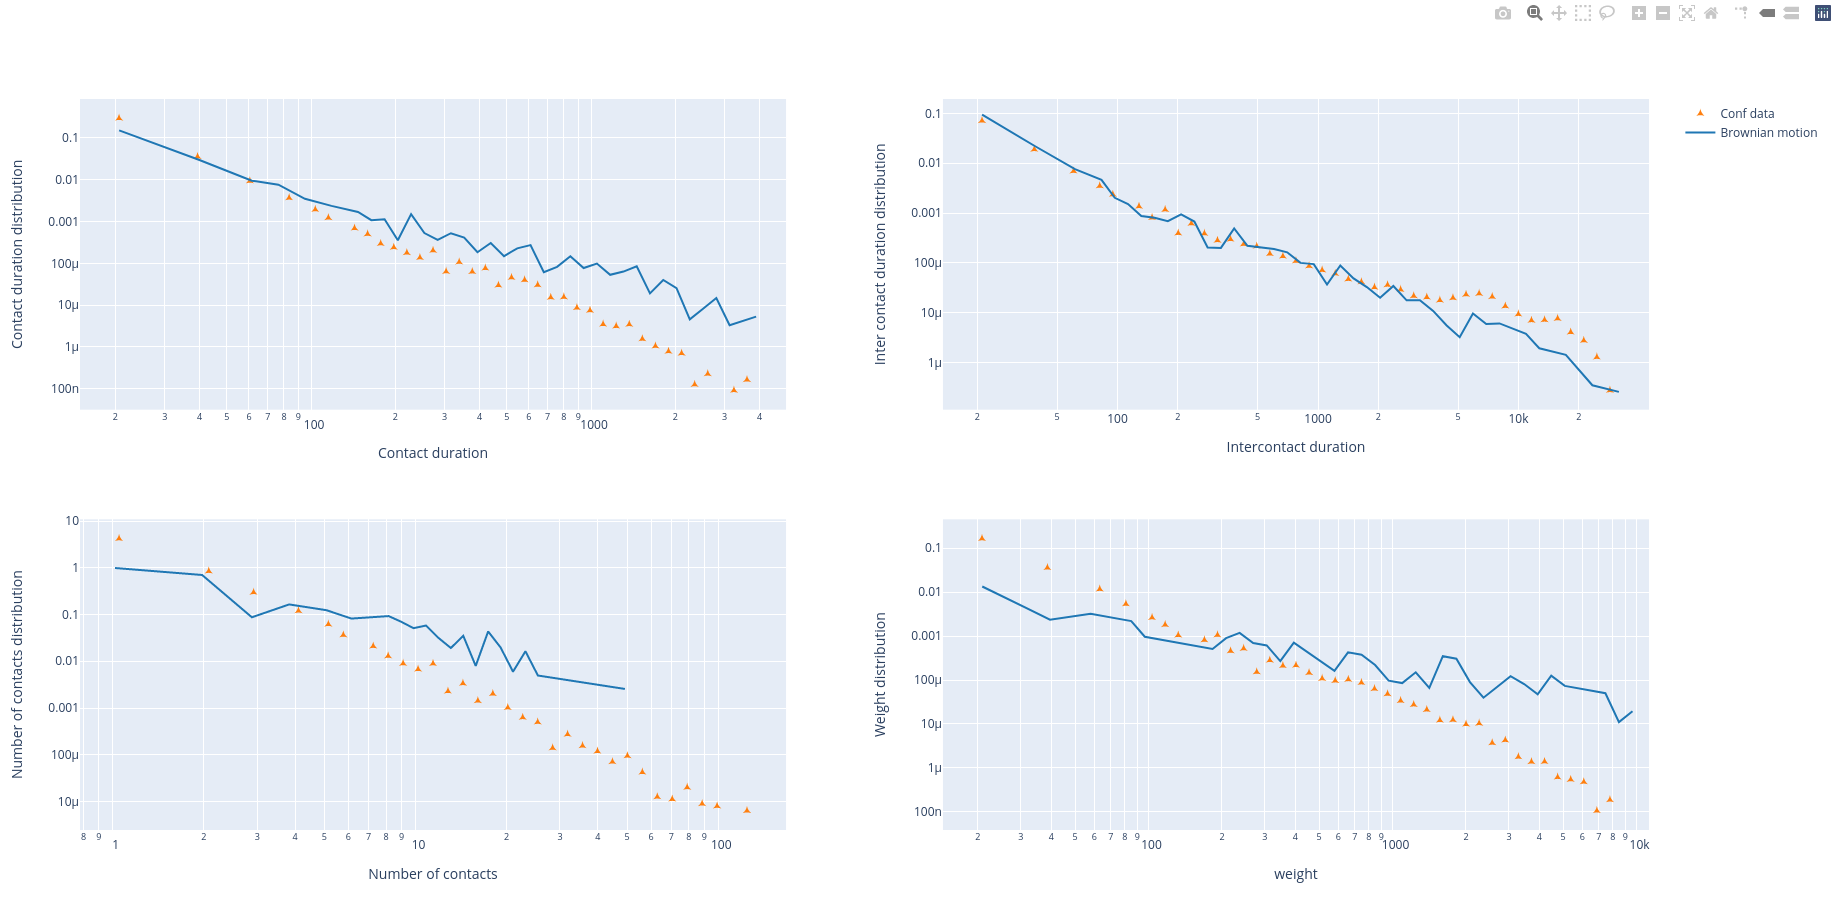 Conf data
Brownian motion
Contact duration distribution
0.1
0.01
0.001
100μ
10μ
1μ
100n
2 3 4 5 6 7 8 9 100 2 3 4 5 6 7 8 9 1000 2 3 4
Contact duration
Inter contact duration distribution
0.1
0.01
0.001
100μ
10μ
1μ
2 5 100 2 5 1000 2 5 10k 2
Intercontact duration
Number of contacts distribution
10
1
0.1
0.01
0.001
100μ
10μ
8 9 1 2 3 4 5 6 7 8 9 10 2 3 4 5 6 7 8 9 100
Number of contacts
Weight distribution
0.1
0.01
0.001
100μ
10μ
1μ
100n
2 3 4 5 6 7 8 9 100 2 3 4 5 6 7 8 9 1000 2 3 4 5 6 7 8 9 10k
weight